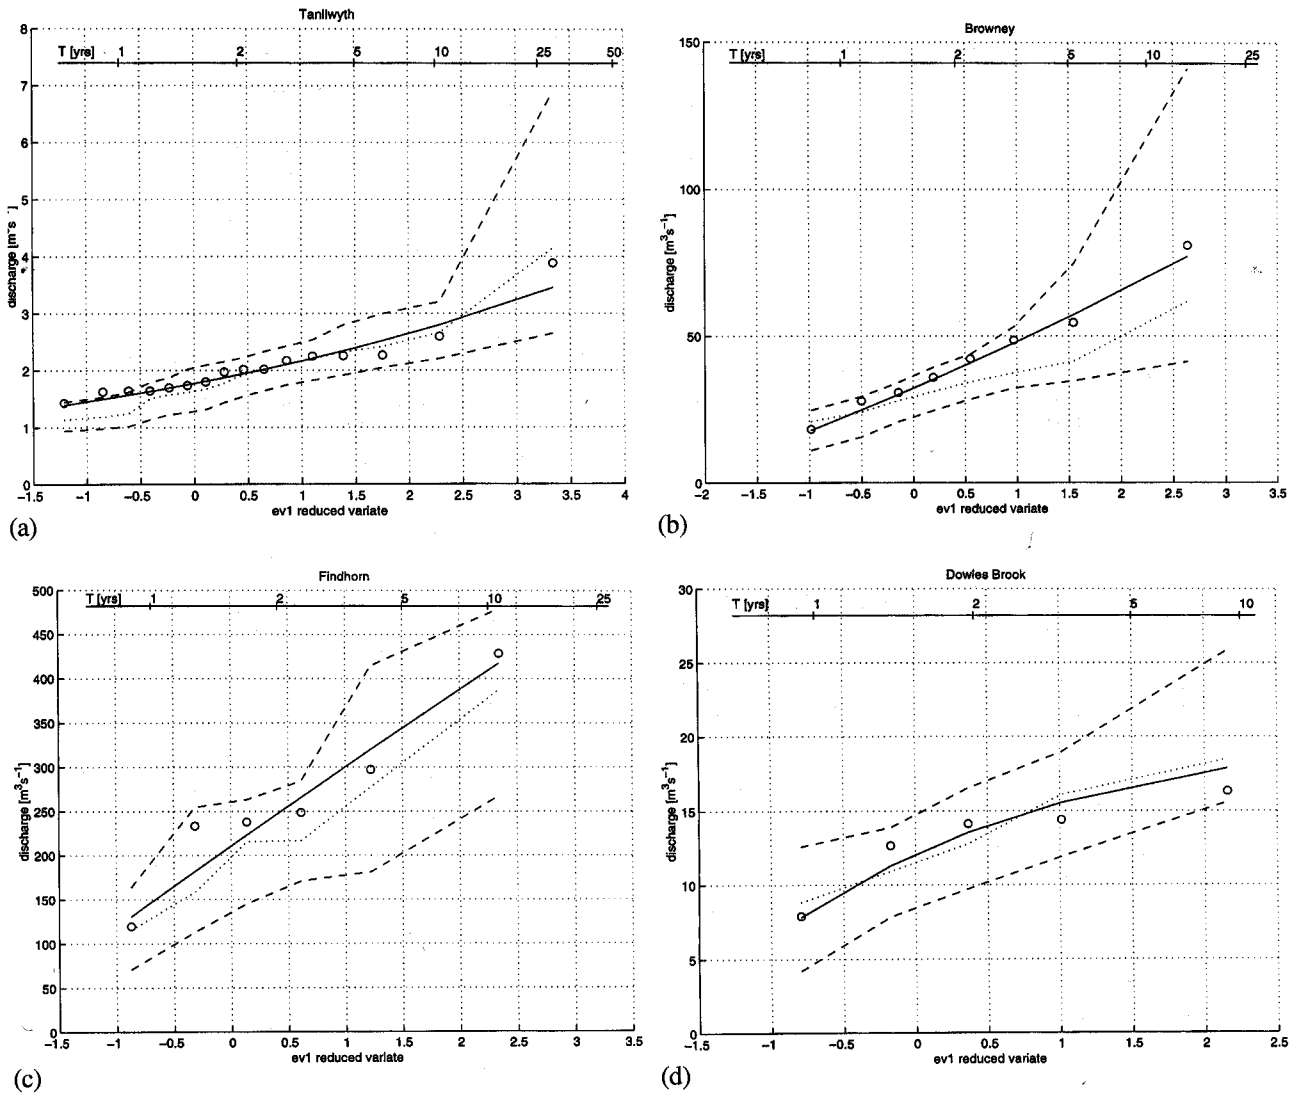 Tanllwyth
8
T [yrs] 1 2 5 10 25 50
7
6
5
4
3
2
1
0
discharge [m s ]
−1.5 −1 −0.5 0 0.5 1 1.5 2 2.5 3 3.5 4
ev1 reduced variate
(a)
Browney
150
T [yrs] 1 2 5 10 25
100
50
0
discharge [m³s⁻¹]
−2 −1.5 −1 −0.5 0 0.5 1 1.5 2 2.5 3 3.5
ev1 reduced variate
(b)
Findhorn
500
T [yrs] 1 2 5 10 25
450
400
350
300
250
200
150
100
50
0
discharge [m³s⁻¹]
−1.5 −1 −0.5 0 0.5 1 1.5 2 2.5 3 3.5
ev1 reduced variate
(c)
Dowles Brook
30
T [yrs] 1 2 5 10
25
20
15
10
5
0
discharge [m³s⁻¹]
−1.5 −1 −0.5 0 0.5 1 1.5 2 2.5
ev1 reduced variate
(d)